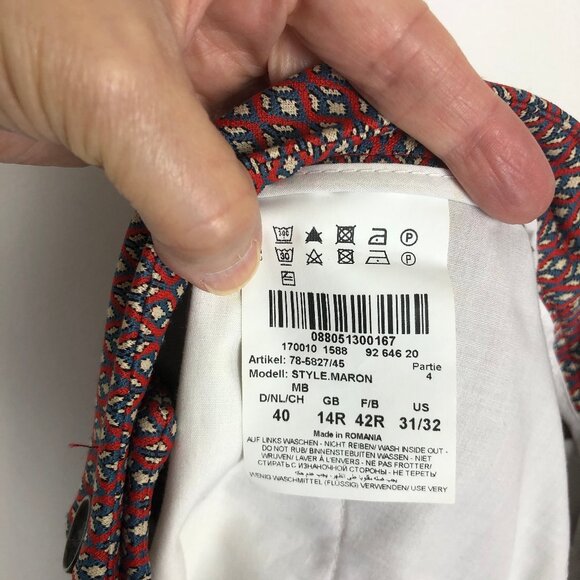 088051300167
170010 1588 92 646 20
Artikel: 78-5827/45 Partie
Modell: STYLE.MARON 4
MB
D/NL/CH GB F/B US
40 14R 42R 31/32
Made in ROMANIA
AUF LINKS WASCHEN - NICHT REIBEN/ WASH INSIDE OUT -
DO NOT RUB/ BINNENSTEBUITEN WASSEN - NIET
WRIJVEN/ LAVER À L'ENVERS - NE PAS FROTTER/
СТИРАТЬ С ИЗНАНОЧНОЙ СТОРОНЫ - НЕ ТЕРЕТЬ/
WENIG WASCHMITTEL (FLÜSSIG) VERWENDEN/ USE VERY